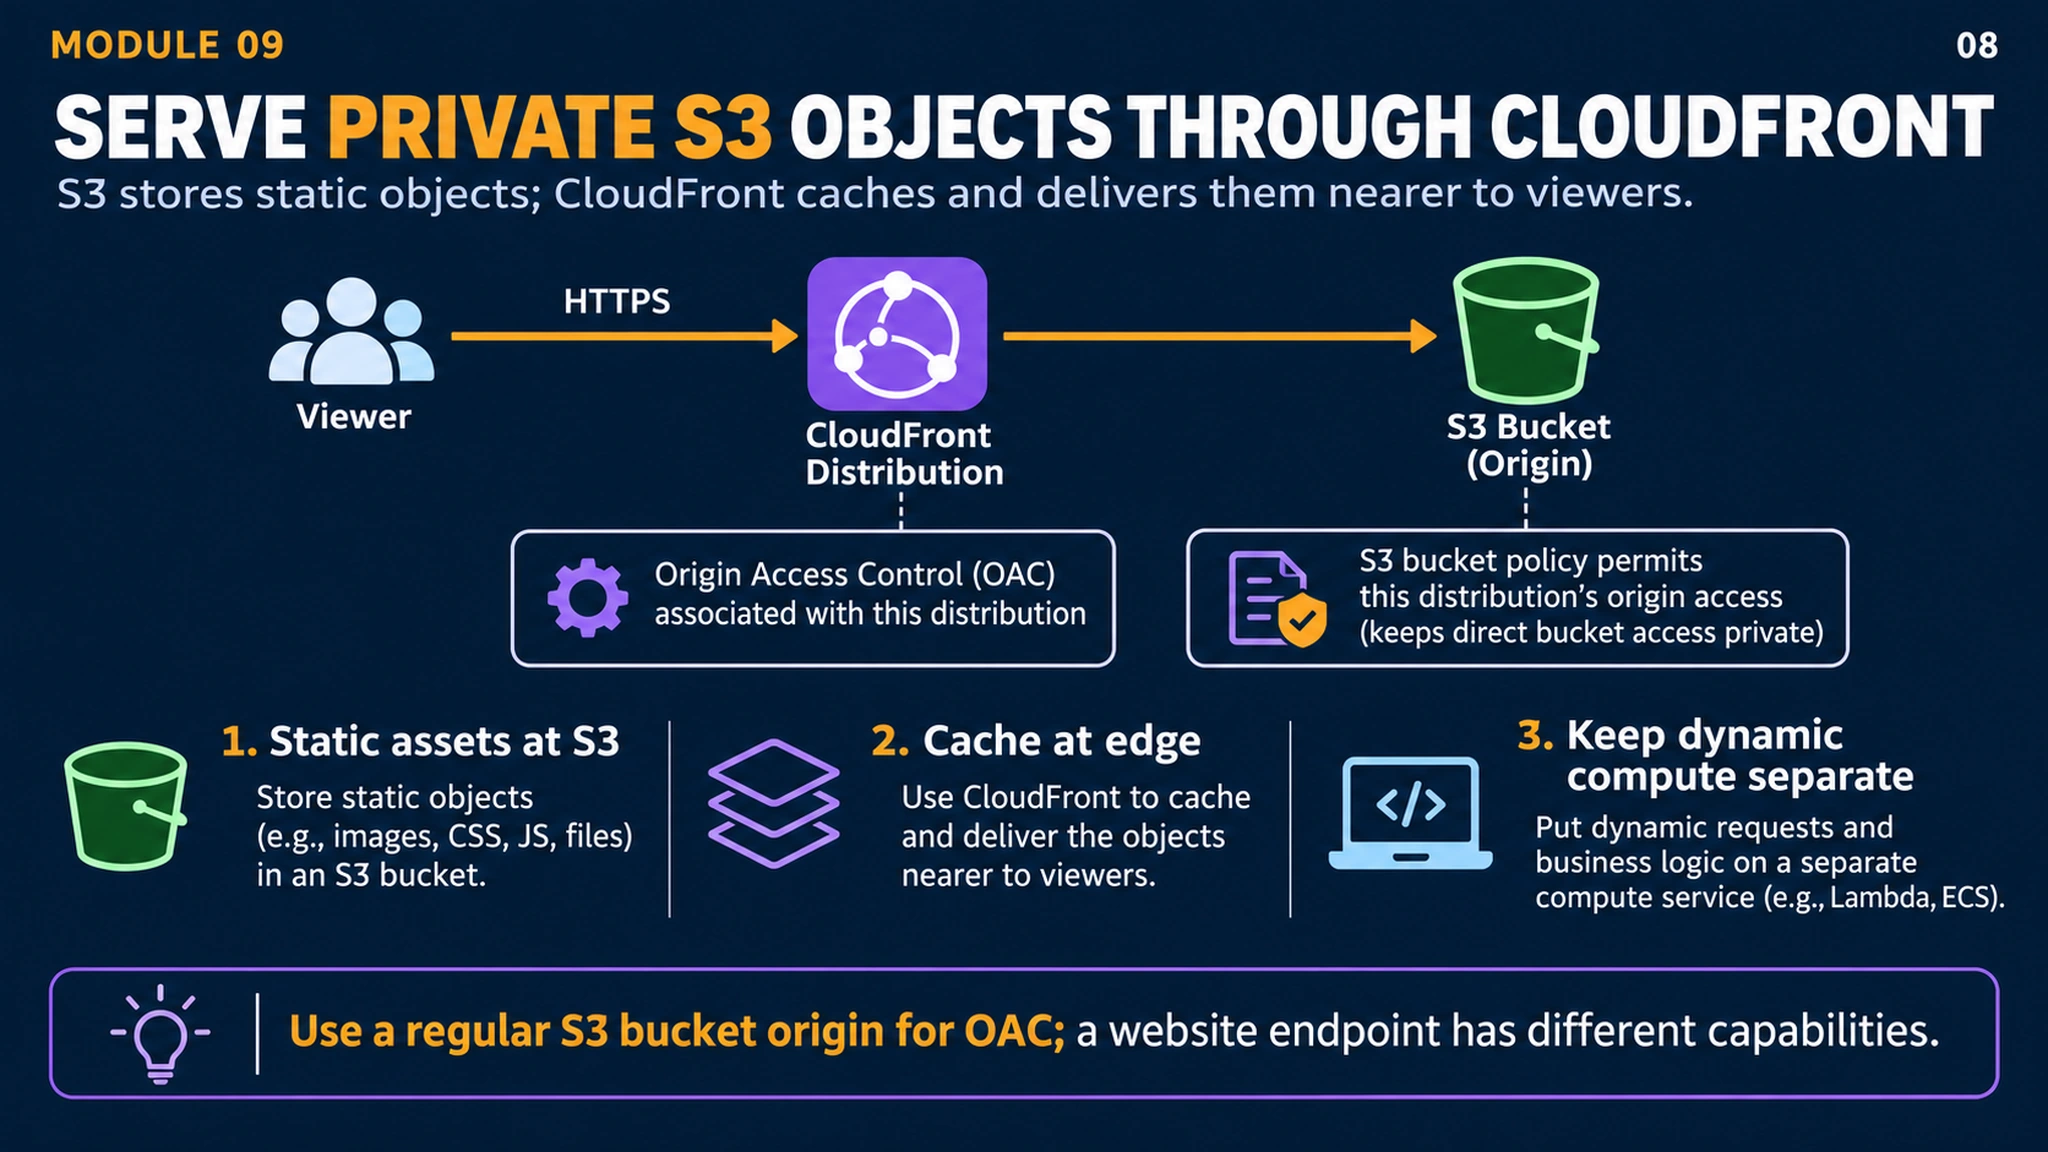 MODULE 09
08
SERVE PRIVATE S3 OBJECTS THROUGH CLOUDFRONT
S3 stores static objects; CloudFront caches and delivers them nearer to viewers.
HTTPS
Viewer
CloudFront
Distribution
S3 Bucket
(Origin)
Origin Access Control (OAC)
associated with this distribution
S3 bucket policy permits
this distribution’s origin access
(keeps direct bucket access private)
1. Static assets at S3
Store static objects
(e.g., images, CSS, JS, files)
in an S3 bucket.
2. Cache at edge
Use CloudFront to cache
and deliver the objects
nearer to viewers.
3. Keep dynamic
compute separate
Put dynamic requests and
business logic on a separate
compute service (e.g., Lambda, ECS).
</>
Use a regular S3 bucket origin for OAC; a website endpoint has different capabilities.